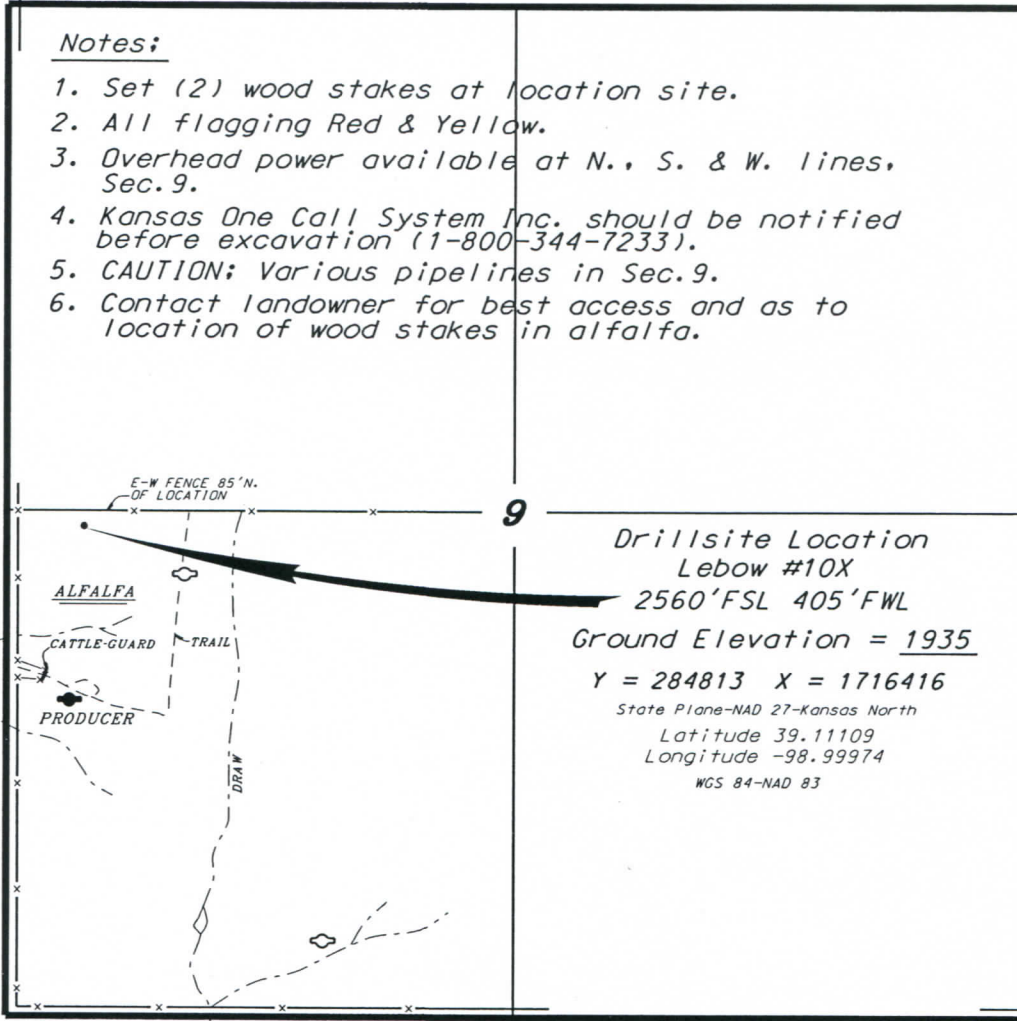 Notes:
1. Set (2) wood stakes at location site.
2. All flagging Red & Yellow.
3. Overhead power available at N., S. & W. lines,
Sec.9.
4. Kansas One Call System Inc. should be notified
before excavation (1-800-344-7233).
5. CAUTION: Various pipelines in Sec.9.
6. Contact landowner for best access and as to
location of wood stakes in alfalfa.
E-W FENCE 85'N.
OF LOCATION
9
Drillsite Location
Lebow #10X
2560'FSL 405'FWL
Ground Elevation = 1935
Y = 284813 X = 1716416
State Plane-NAD 27-Kansas North
Latitude 39.11109
Longitude -98.99974
WGS 84-NAD 83
ALFALFA
CATTLE-GUARD
TRAIL
PRODUCER
DRAW